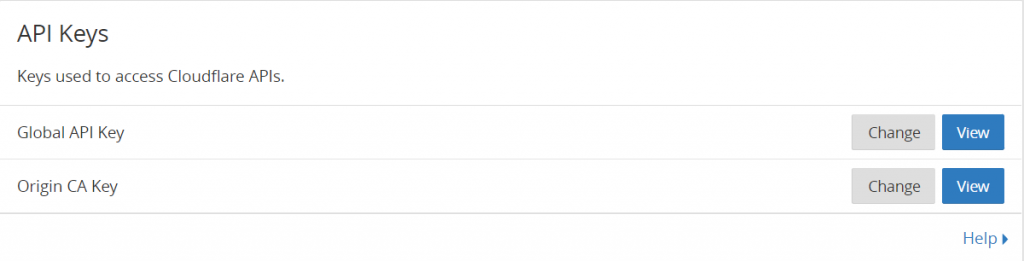 API Keys
Keys used to access Cloudflare APIs.
Global API Key Change View
Origin CA Key Change View
Help